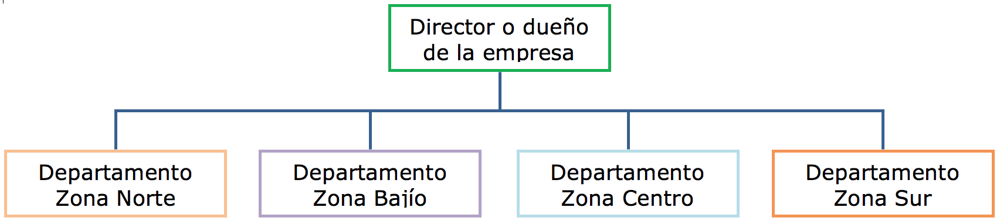 Director o dueño
de la empresa
Departamento
Zona Norte
Departamento
Zona Bajío
Departamento
Zona Centro
Departamento
Zona Sur